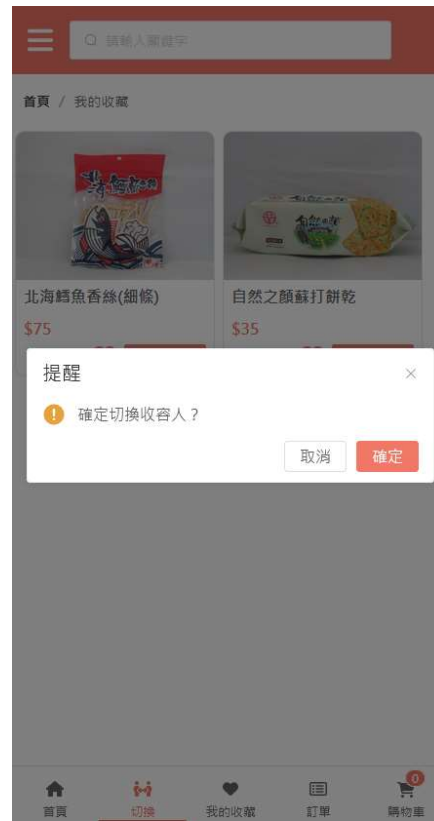 請輸入關鍵字
首頁 / 我的收藏
北海鱈魚香絲(細條)
$75
自然之顏蘇打餅乾
$35
提醒
確定切換收容人？
取消 確定
0
首頁 切換 我的收藏 訂單 購物車